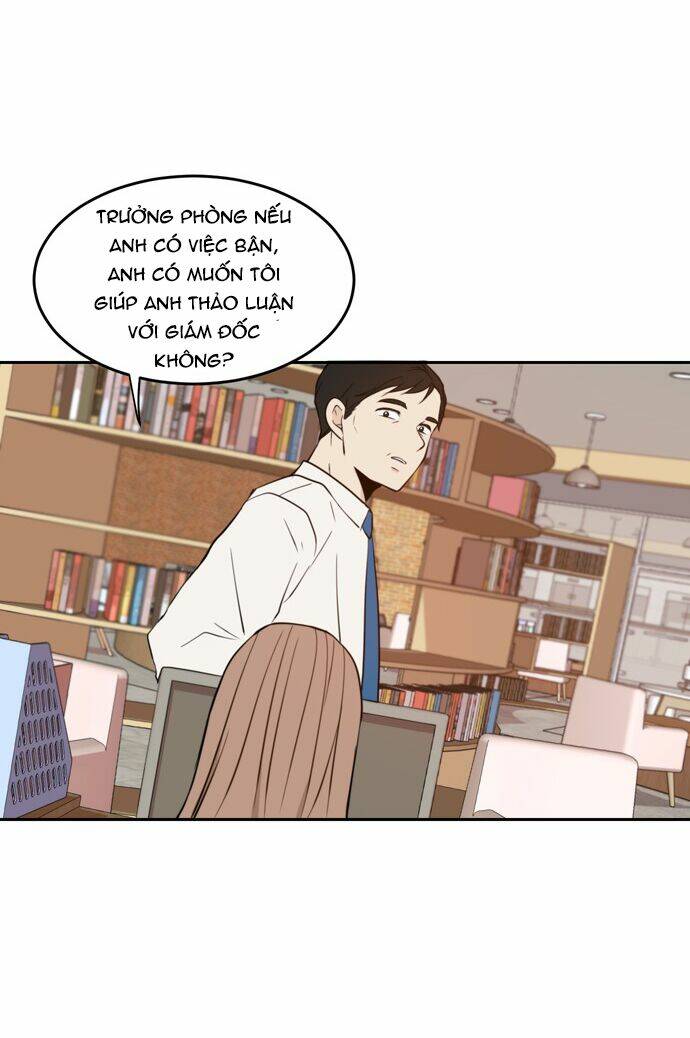 TRƯỞNG PHÒNG NẾU
ANH CÓ VIỆC BẬN,
ANH CÓ MUỐN TÔI
GIÚP ANH THẢO LUẬN
VỚI GIÁM ĐỐC
KHÔNG?